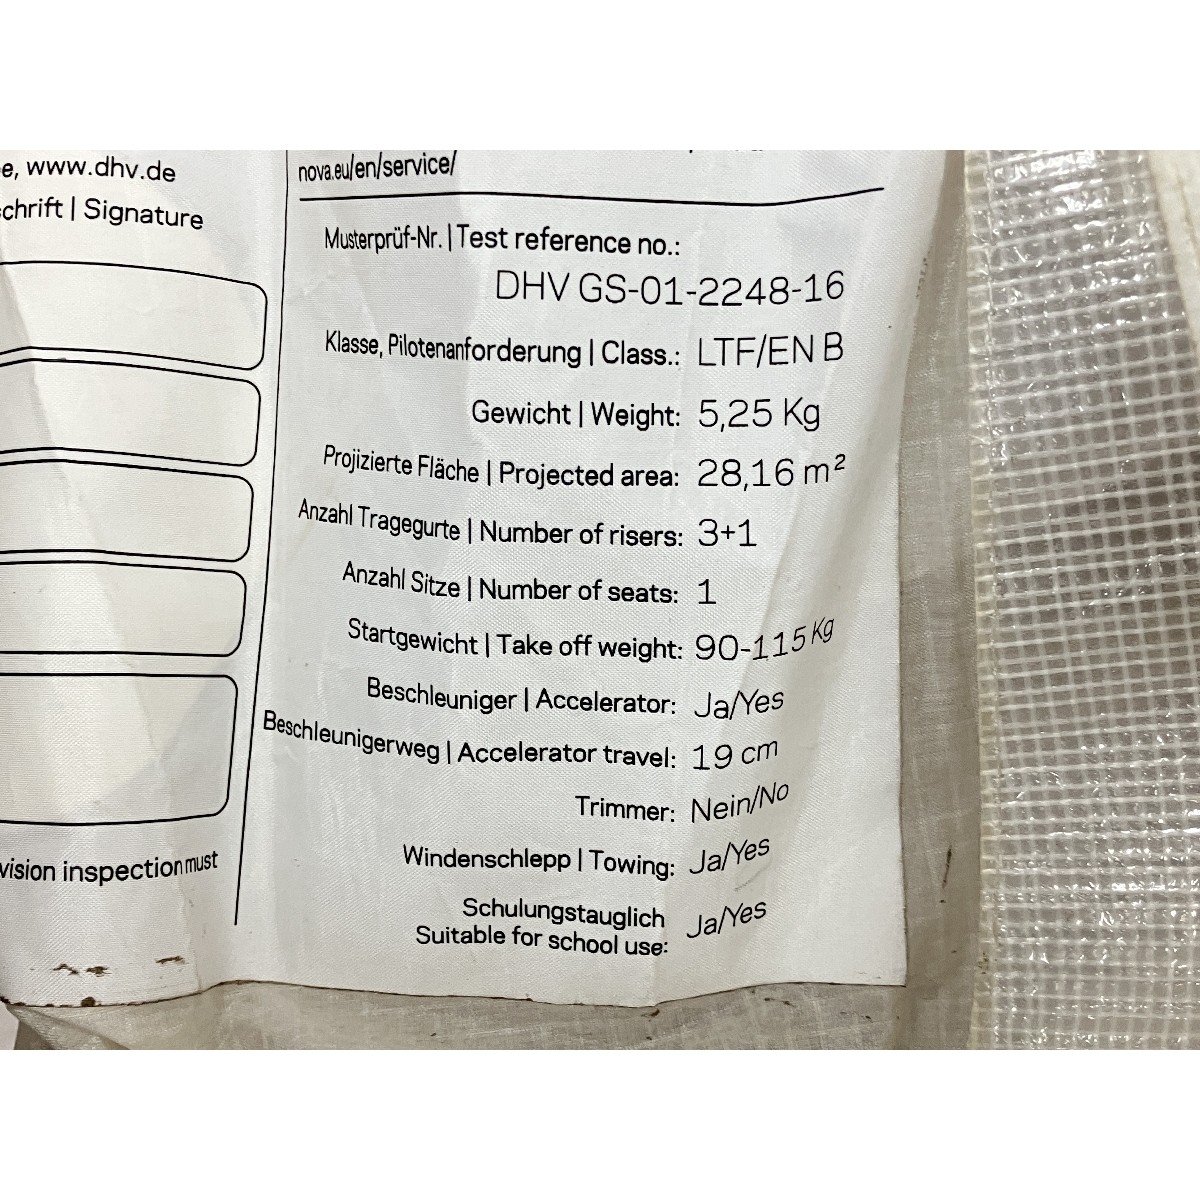 e, www.dhv.de
chrift | Signature
vision inspection must
nova.eu/en/service/
Musterprüf-Nr. | Test reference no.:
DHV GS-01-2248-16
Klasse, Pilotenanforderung | Class.: LTF/EN B
Gewicht | Weight: 5,25 Kg
Projizierte Fläche | Projected area: 28,16 m²
Anzahl Tragegurte | Number of risers: 3+1
Anzahl Sitze | Number of seats: 1
Startgewicht | Take off weight: 90-115 Kg
Beschleuniger | Accelerator: Ja/Yes
Beschleunigerweg | Accelerator travel: 19 cm
Trimmer: Nein/No
Windenschlepp | Towing: Ja/Yes
Schulungstauglich
Suitable for school use: Ja/Yes